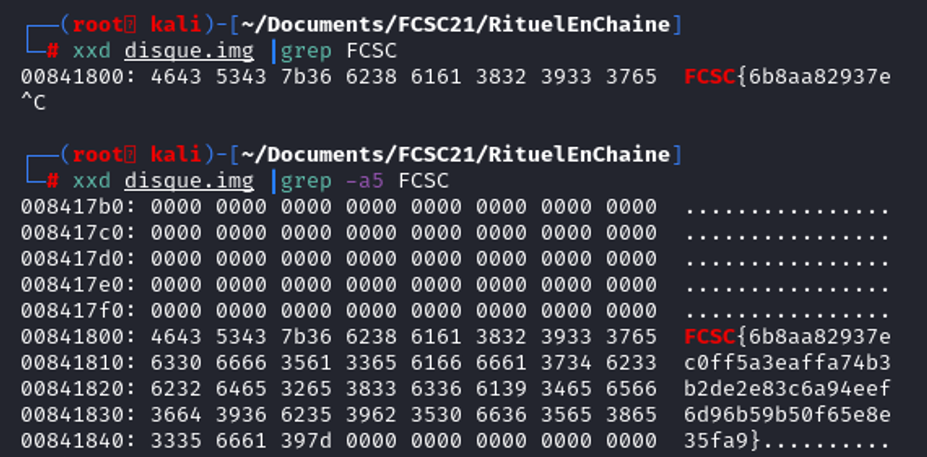 ┌──(root㉿ kali)-[~/Documents/FCSC21/RituelEnChaine]
└─# xxd disque.img |grep FCSC
00841800: 4643 5343 7b36 6238 6161 3832 3933 3765  FCSC{6b8aa82937e
^C
┌──(root㉿ kali)-[~/Documents/FCSC21/RituelEnChaine]
└─# xxd disque.img |grep -a5 FCSC
008417b0: 0000 0000 0000 0000 0000 0000 0000 0000  ................
008417c0: 0000 0000 0000 0000 0000 0000 0000 0000  ................
008417d0: 0000 0000 0000 0000 0000 0000 0000 0000  ................
008417e0: 0000 0000 0000 0000 0000 0000 0000 0000  ................
008417f0: 0000 0000 0000 0000 0000 0000 0000 0000  ................
00841800: 4643 5343 7b36 6238 6161 3832 3933 3765  FCSC{6b8aa82937e
00841810: 6330 6666 3561 3365 6166 6661 3734 6233  c0ff5a3eaffa74b3
00841820: 6232 6465 3265 3833 6336 6139 3465 6566  b2de2e83c6a94eef
00841830: 3664 3936 6235 3962 3530 6636 3565 3865  6d96b59b50f65e8e
00841840: 3335 6661 397d 0000 0000 0000 0000 0000  35fa9}..........